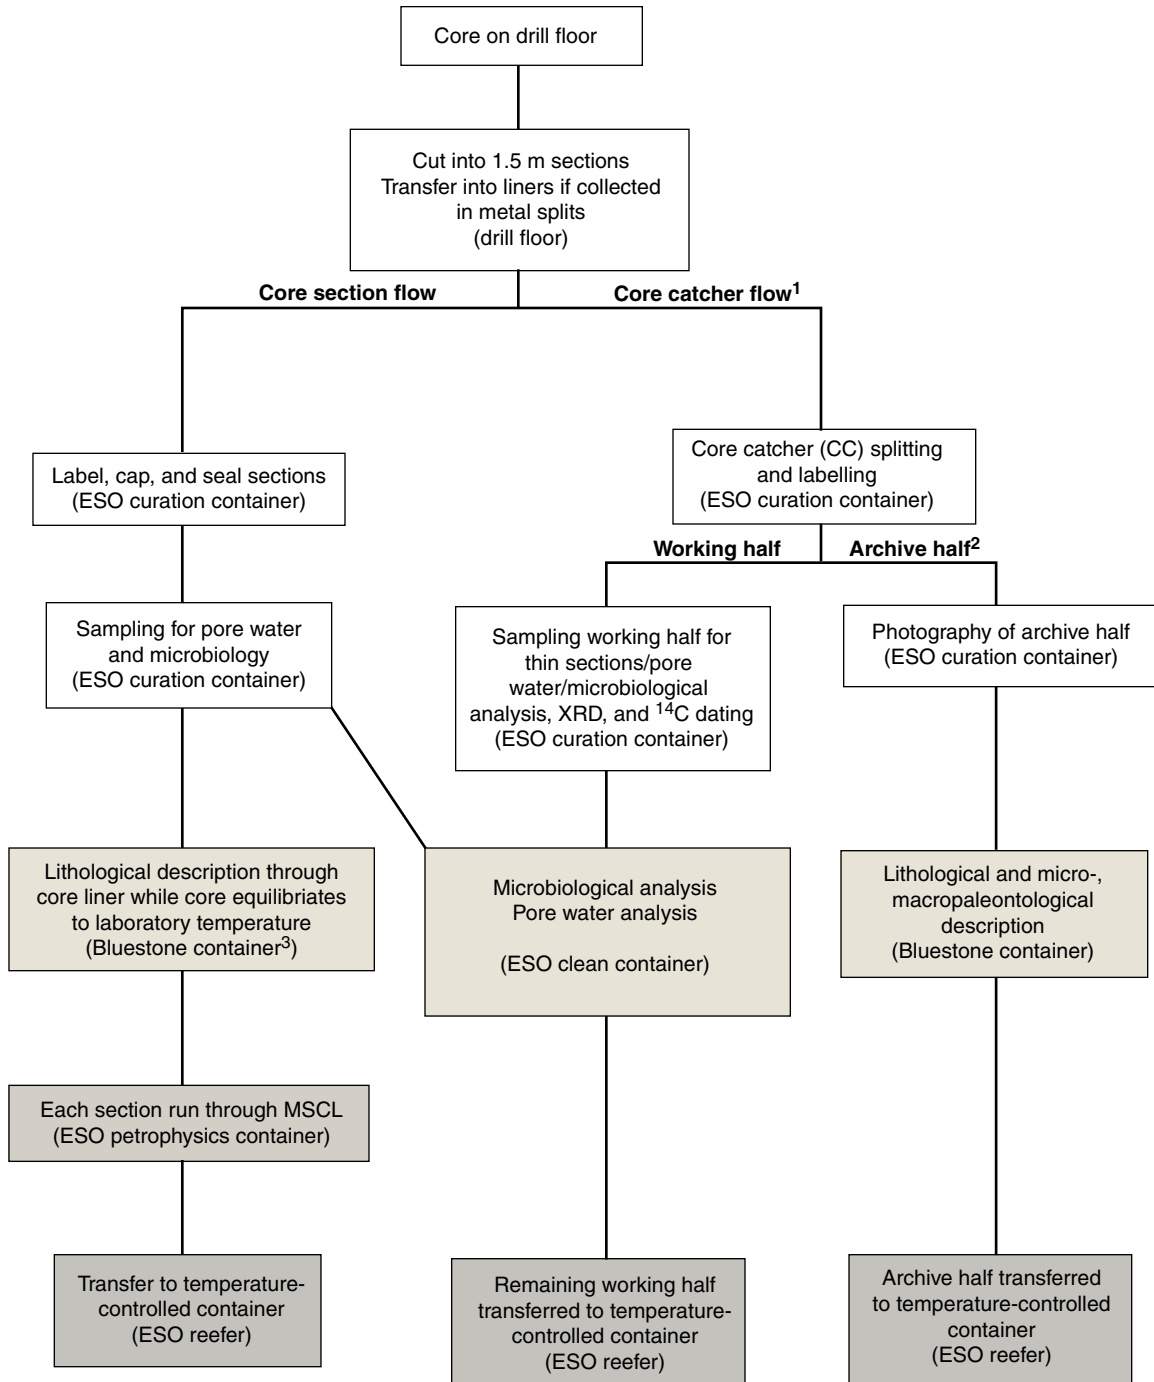 Core on drill floor
Cut into 1.5 m sections
Transfer into liners if collected
in metal splits
(drill floor)
Core section flow
Core catcher flow¹
Label, cap, and seal sections
(ESO curation container)
Core catcher (CC) splitting
and labelling
(ESO curation container)
Working half
Archive half²
Sampling for pore water
and microbiology
(ESO curation container)
Sampling working half for
thin sections/pore
water/microbiological
analysis, XRD, and ¹⁴C dating
(ESO curation container)
Photography of archive half
(ESO curation container)
Lithological description through
core liner while core equilibriates
to laboratory temperature
(Bluestone container³)
Microbiological analysis
Pore water analysis
(ESO clean container)
Lithological and micro-,
macropaleontological
description
(Bluestone container)
Each section run through MSCL
(ESO petrophysics container)
Transfer to temperature-
controlled container
(ESO reefer)
Remaining working half
transferred to temperature-
controlled container
(ESO reefer)
Archive half transferred
to temperature-controlled
container
(ESO reefer)